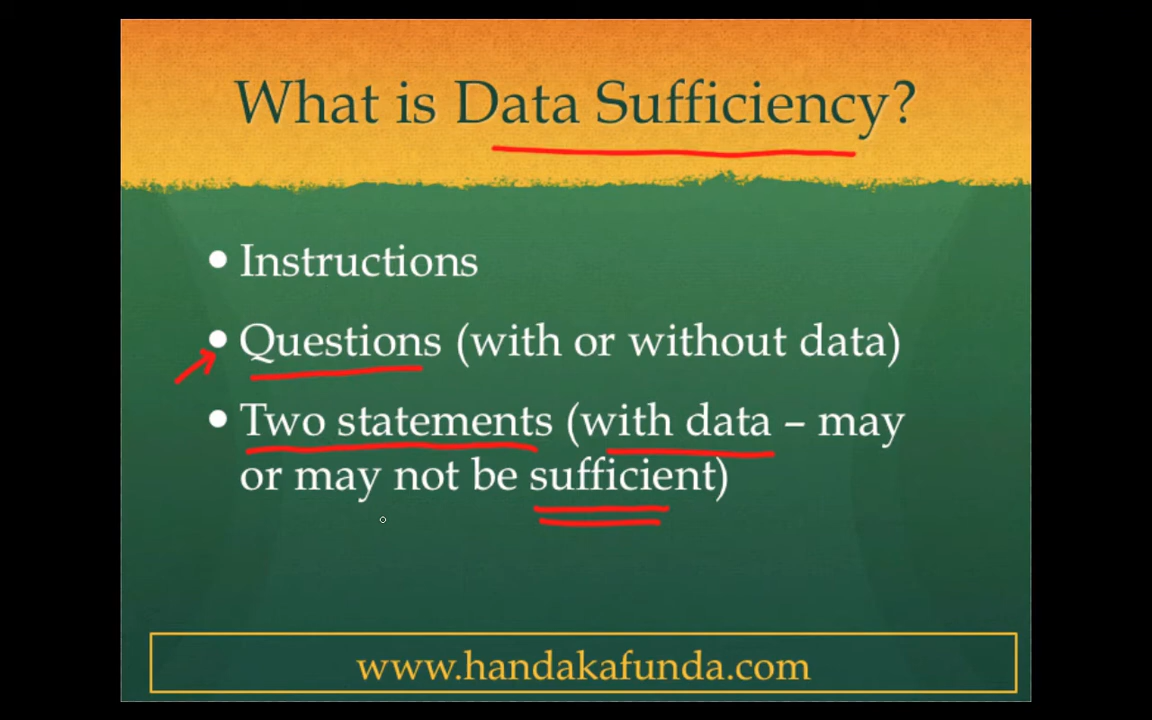 What is Data Sufficiency?
• Instructions
• Questions (with or without data)
• Two statements (with data – may
or may not be sufficient)
www.handakafunda.com